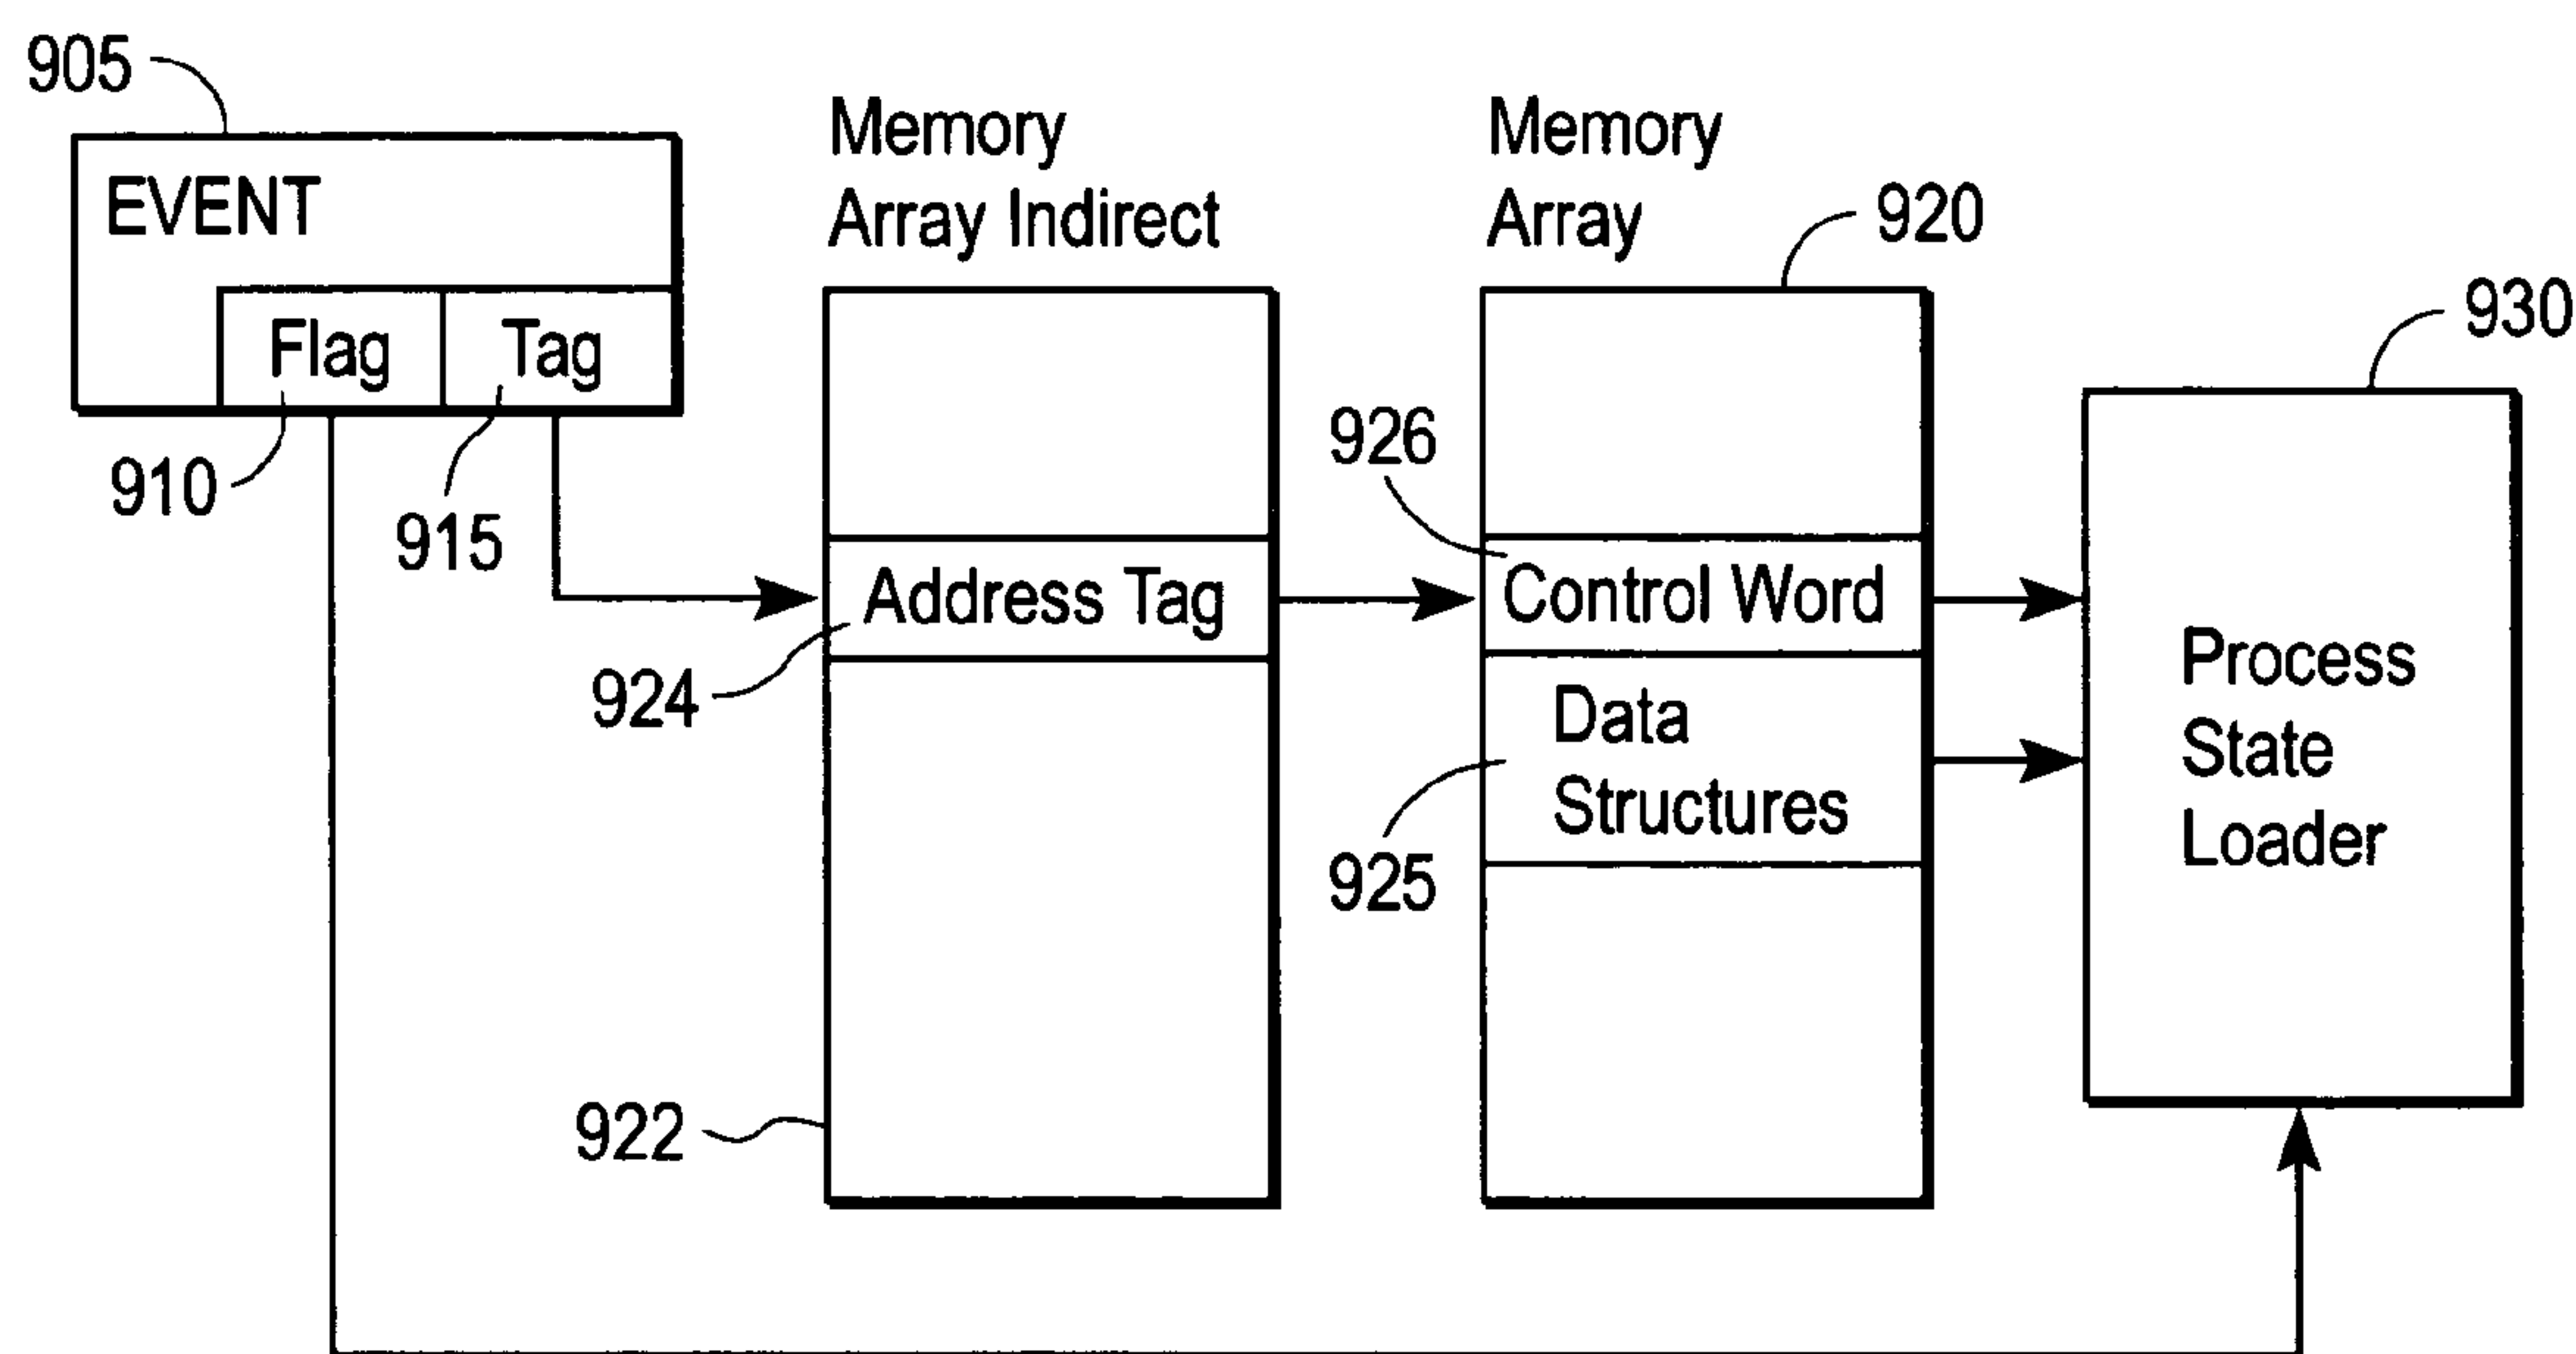 905
EVENT
Flag
Tag
910
915
Memory
Array Indirect
Address Tag
924
922
Memory
Array
920
926
Control Word
Data
Structures
925
930
Process
State
Loader